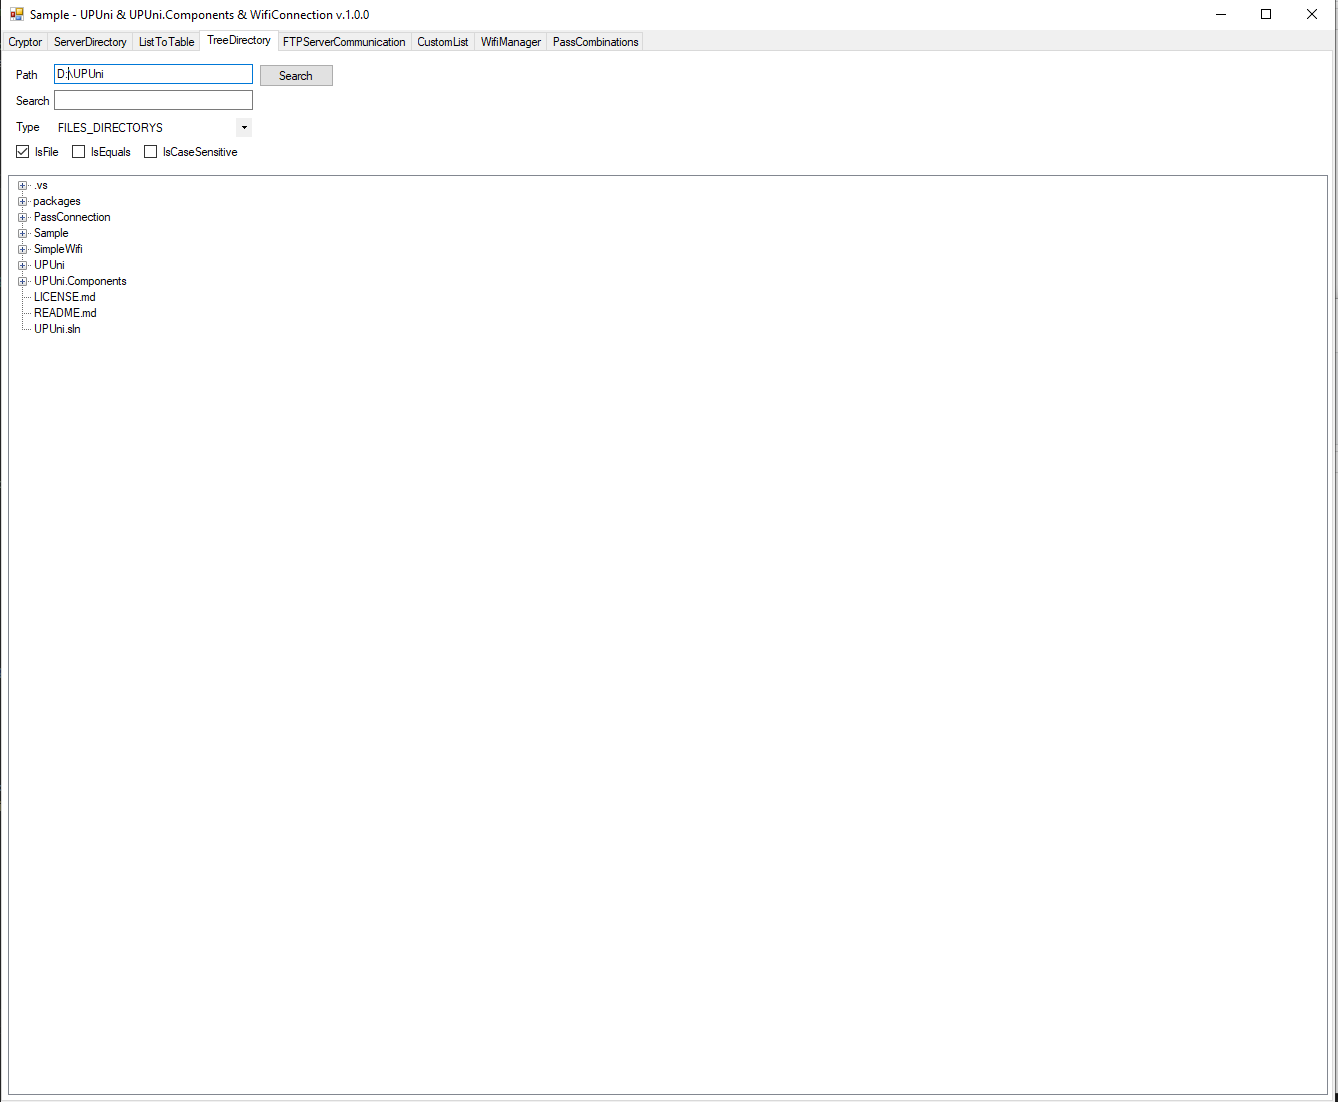 Sample - UPUni & UPUni.Components & WifiConnection v.1.0.0
Cryptor ServerDirectory ListToTable TreeDirectory FTPServerCommunication CustomList WifiManager PassCombinations
Path D:\UPUni Search
Search
Type FILES_DIRECTORYS
IsFile IsEquals IsCaseSensitive
.vs
packages
PassConnection
Sample
SimpleWifi
UPUni
UPUni.Components
LICENSE.md
README.md
UPUni.sln